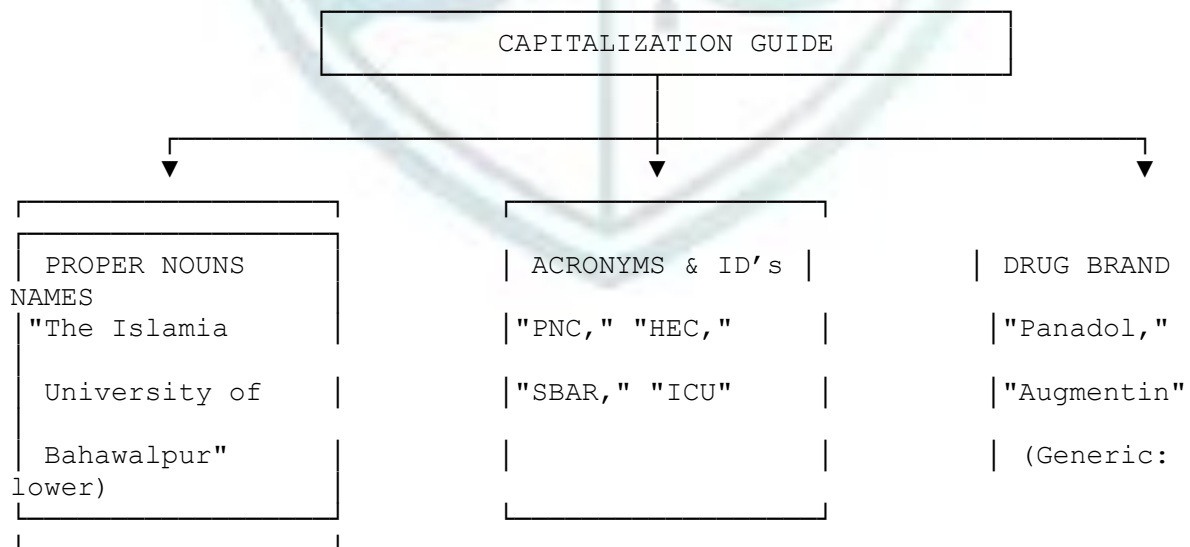 CAPITALIZATION GUIDE
PROPER NOUNS ACRONYMS & ID’s DRUG BRAND
NAMES
"The Islamia "PNC," "HEC," "Panadol,"
University of "SBAR," "ICU" "Augmentin"
Bahawalpur" (Generic:
lower)